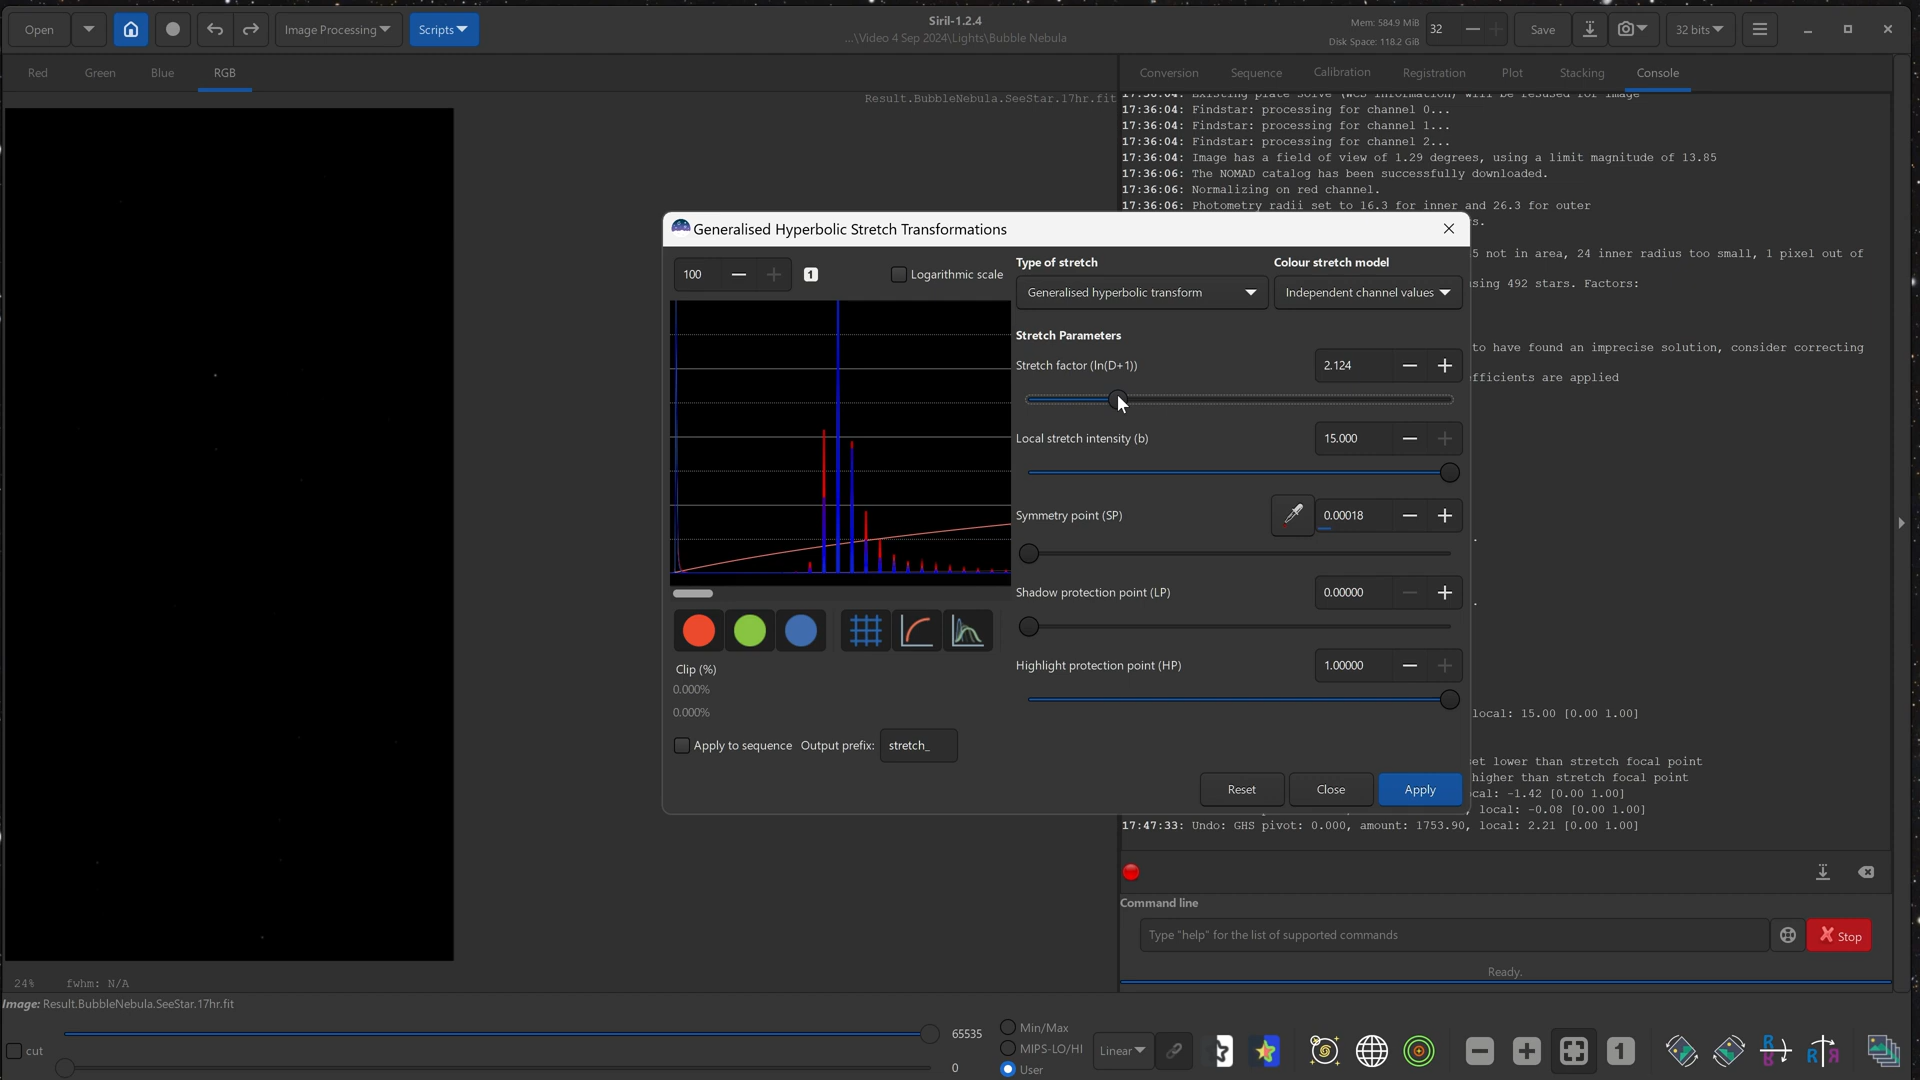 Open
Image Processing
Scripts
Siril-1.2.4
...\Video 4 Sep 2024\Lights\Bubble Nebula
Mem: 584.9 MiB
Disk Space: 118.2 GiB
32
Save
32 bits
Red
Green
Blue
RGB
Conversion
Sequence
Calibration
Registration
Plot
Stacking
Console
Result.BubbleNebula.SeeStar.17hr.fit
17:36:04: Existing plate solve (WCS information) will be resused for image
17:36:04: Findstar: processing for channel 0...
17:36:04: Findstar: processing for channel 1...
17:36:04: Findstar: processing for channel 2...
17:36:04: Image has a field of view of 1.29 degrees, using a limit magnitude of 13.85
17:36:06: The NOMAD catalog has been successfully downloaded.
17:36:06: Normalizing on red channel.
17:36:06: Photometry radii set to 16.3 for inner and 26.3 for outer
s.
5 not in area, 24 inner radius too small, 1 pixel out of
sing 492 stars. Factors:
to have found an imprecise solution, consider correcting
fficients are applied
local: 15.00 [0.00 1.00]
et lower than stretch focal point
higher than stretch focal point
cal: -1.42 [0.00 1.00]
local: -0.08 [0.00 1.00]
17:47:33: Undo: GHS pivot: 0.000, amount: 1753.90, local: 2.21 [0.00 1.00]
Generalised Hyperbolic Stretch Transformations
100
1
Logarithmic scale
Type of stretch
Colour stretch model
Generalised hyperbolic transform
Independent channel values
Stretch Parameters
Stretch factor (ln(D+1))
2.124
Local stretch intensity (b)
15.000
Symmetry point (SP)
0.00018
Shadow protection point (LP)
0.00000
Highlight protection point (HP)
1.00000
Clip (%)
0.000%
0.000%
Apply to sequence
Output prefix:
stretch_
Reset
Close
Apply
Command line
Type "help" for the list of supported commands
Stop
Ready.
24%
fwhm: N/A
Image: Result.BubbleNebula.SeeStar.17hr.fit
cut
65535
0
Min/Max
MIPS-LO/HI
User
Linear
1